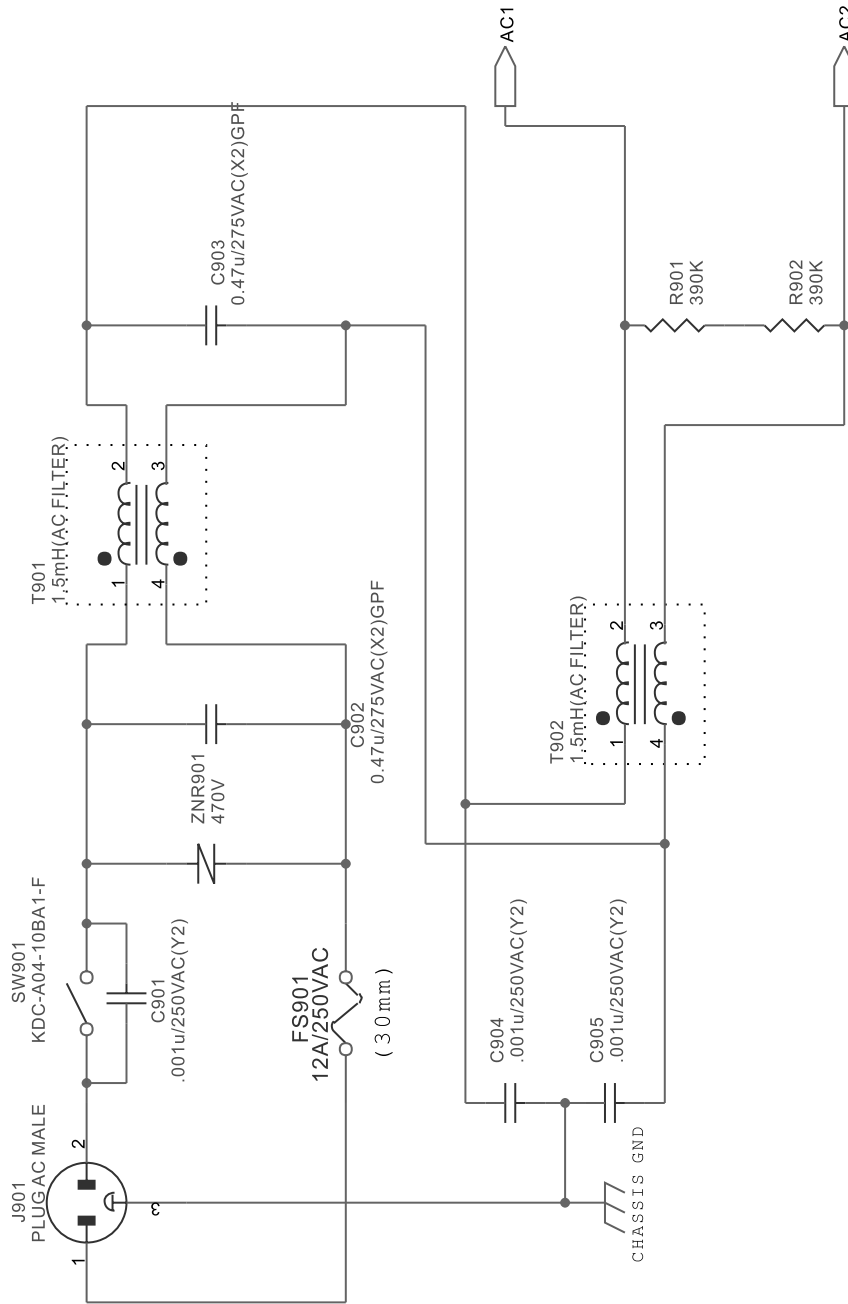 J901
PLUG AC MALE
1
2
3
SW901
KDC-A04-10BA1-F
C901
.001u/250VAC(Y2)
FS901
12A/250VAC
(30mm)
ZNR901
470V
C902
0.47u/275VAC(X2)GPF
T901
1.5mH(AC FILTER)
1
2
4
3
C903
0.47u/275VAC(X2)GPF
CHASSIS GND
C904
.001u/250VAC(Y2)
C905
.001u/250VAC(Y2)
T902
1.5mH(AC FILTER)
1
2
4
3
R901
390K
R902
390K
AC1
AC2